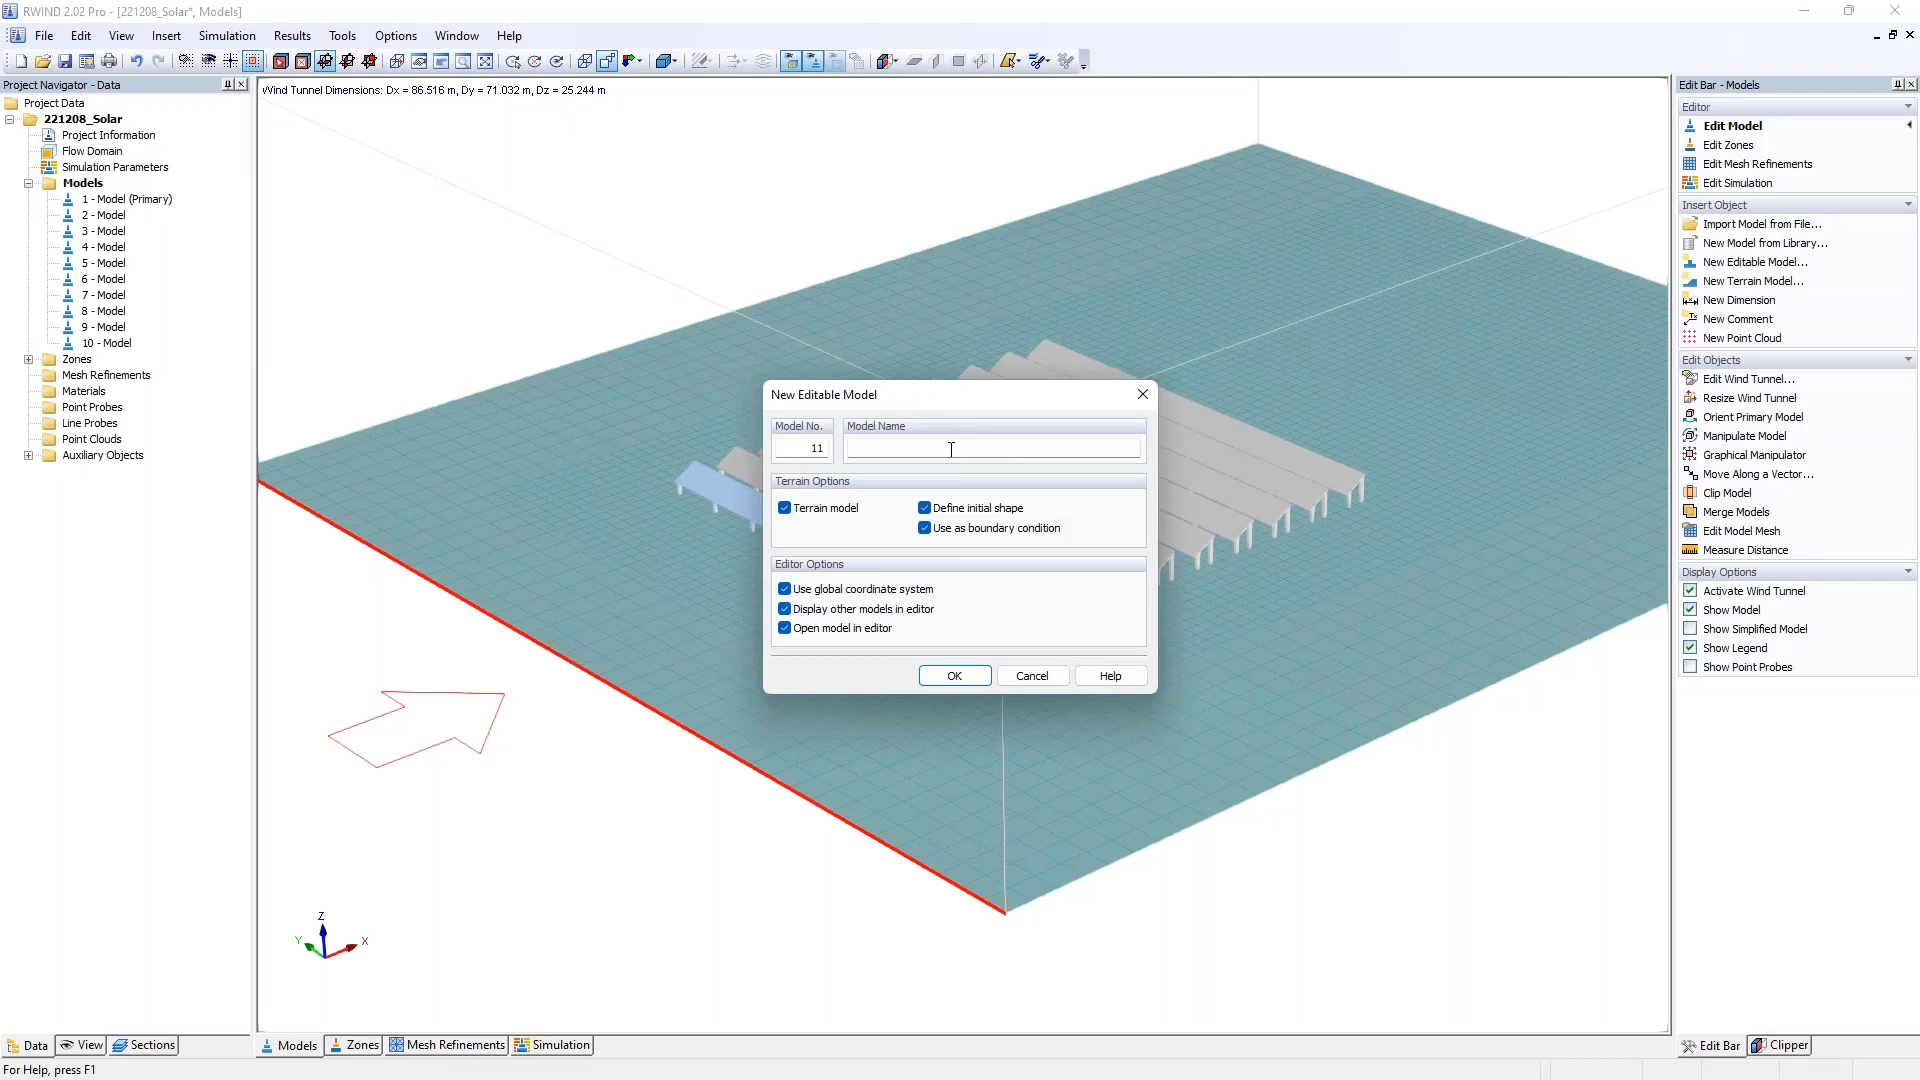 RWIND 2.02 Pro - [221208_Solar*, Models]
File Edit View Insert Simulation Results Tools Options Window Help
Project Navigator - Data
Project Data
221208_Solar
Project Information
Flow Domain
Simulation Parameters
Models
1 - Model (Primary)
2 - Model
3 - Model
4 - Model
5 - Model
6 - Model
7 - Model
8 - Model
9 - Model
10 - Model
Zones
Mesh Refinements
Materials
Point Probes
Line Probes
Point Clouds
Auxiliary Objects
Data View Sections
Wind Tunnel Dimensions: Dx = 86.516 m, Dy = 71.032 m, Dz = 25.244 m
New Editable Model
Model No. Model Name
11
Terrain Options
Terrain model Define initial shape
Use as boundary condition
Editor Options
Use global coordinate system
Display other models in editor
Open model in editor
OK Cancel Help
Z
Y X
Models Zones Mesh Refinements Simulation
Edit Bar - Models
Editor
Edit Model
Edit Zones
Edit Mesh Refinements
Edit Simulation
Insert Object
Import Model from File...
New Model from Library...
New Editable Model...
New Terrain Model...
New Dimension
New Comment
New Point Cloud
Edit Objects
Edit Wind Tunnel...
Resize Wind Tunnel
Orient Primary Model
Manipulate Model
Graphical Manipulator
Move Along a Vector...
Clip Model
Merge Models
Edit Model Mesh
Measure Distance
Display Options
Activate Wind Tunnel
Show Model
Show Simplified Model
Show Legend
Show Point Probes
Edit Bar Clipper
For Help, press F1